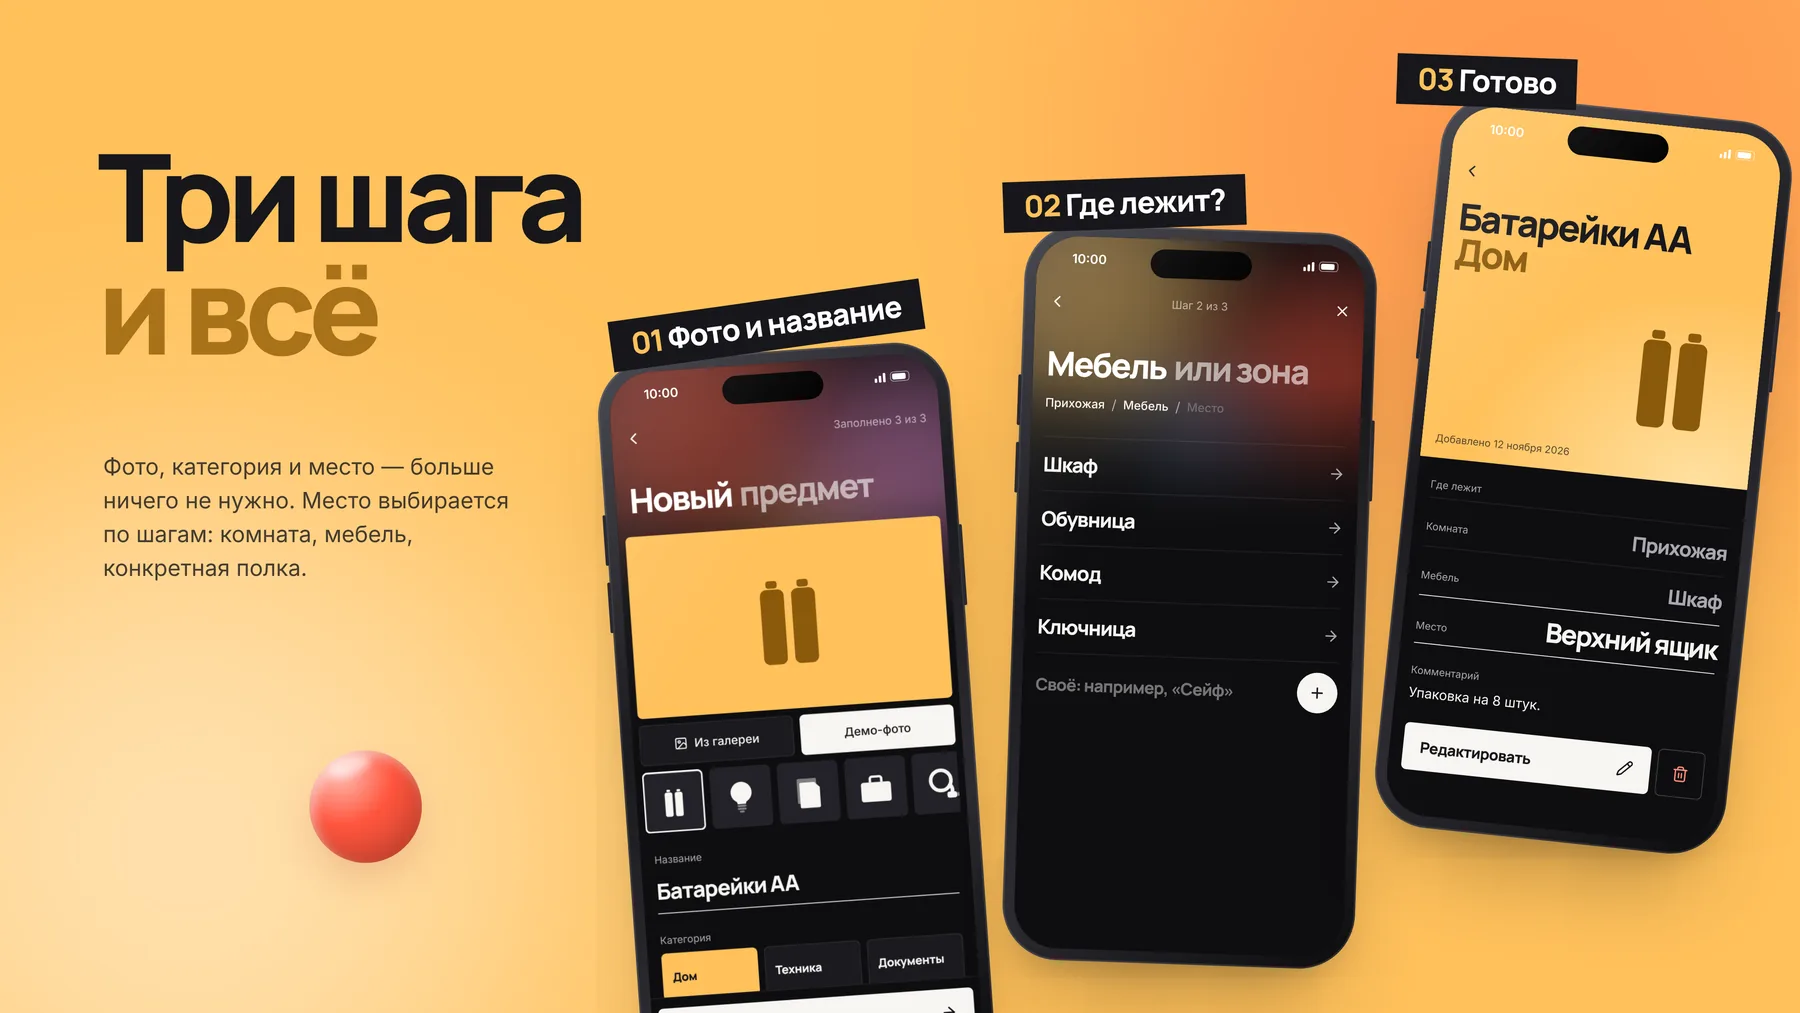 Три шага
и всё
Фото, категория и место — больше
ничего не нужно. Место выбирается
по шагам: комната, мебель,
конкретная полка.
01 Фото и название
10:00
Заполнено 3 из 3
Новый предмет
Из галереи
Демо-фото
Название
Батарейки АА
Категория
Дом
Техника
Документы
02 Где лежит?
10:00
Шаг 2 из 3
Мебель или зона
Прихожая / Мебель / Место
Шкаф
Обувница
Комод
Ключница
Своё: например, «Сейф»
03 Готово
10:00
Батарейки АА
Дом
Добавлено 12 ноября 2026
Где лежит
Комната
Прихожая
Мебель
Шкаф
Место
Верхний ящик
Комментарий
Упаковка на 8 штук.
Редактировать